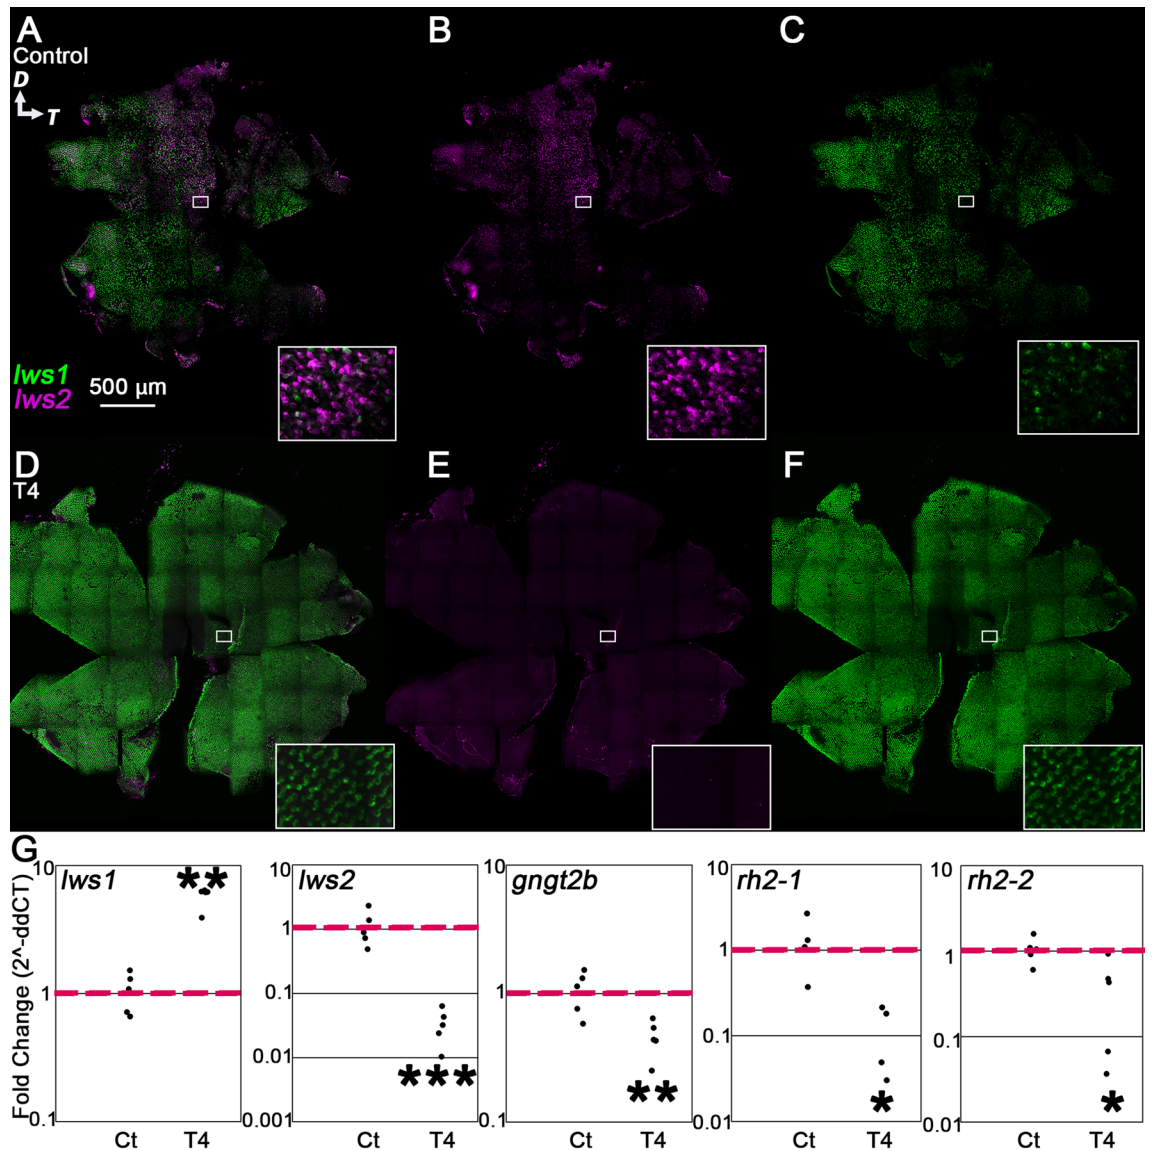 A
B
C
Control
D
T
lws1
lws2
500 µm
D
E
F
T4
G
Fold Change (2^-ddCT)
10
1
0.1
lws1
**
Ct T4
10
1
0.1
0.01
0.001
lws2
***
Ct T4
10
1
0.1
gngt2b
**
Ct T4
10
1
0.1
0.01
rh2-1
*
Ct T4
10
1
0.1
0.01
rh2-2
*
Ct T4